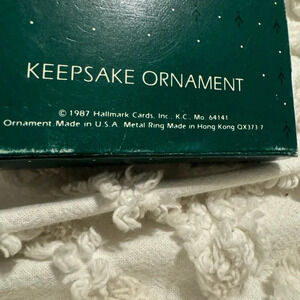 KEEPSAKE ORNAMENT
© 1987 Hallmark Cards, Inc., K.C., Mo. 64141
Ornament Made in U.S.A. Metal Ring Made in Hong Kong QX373-7